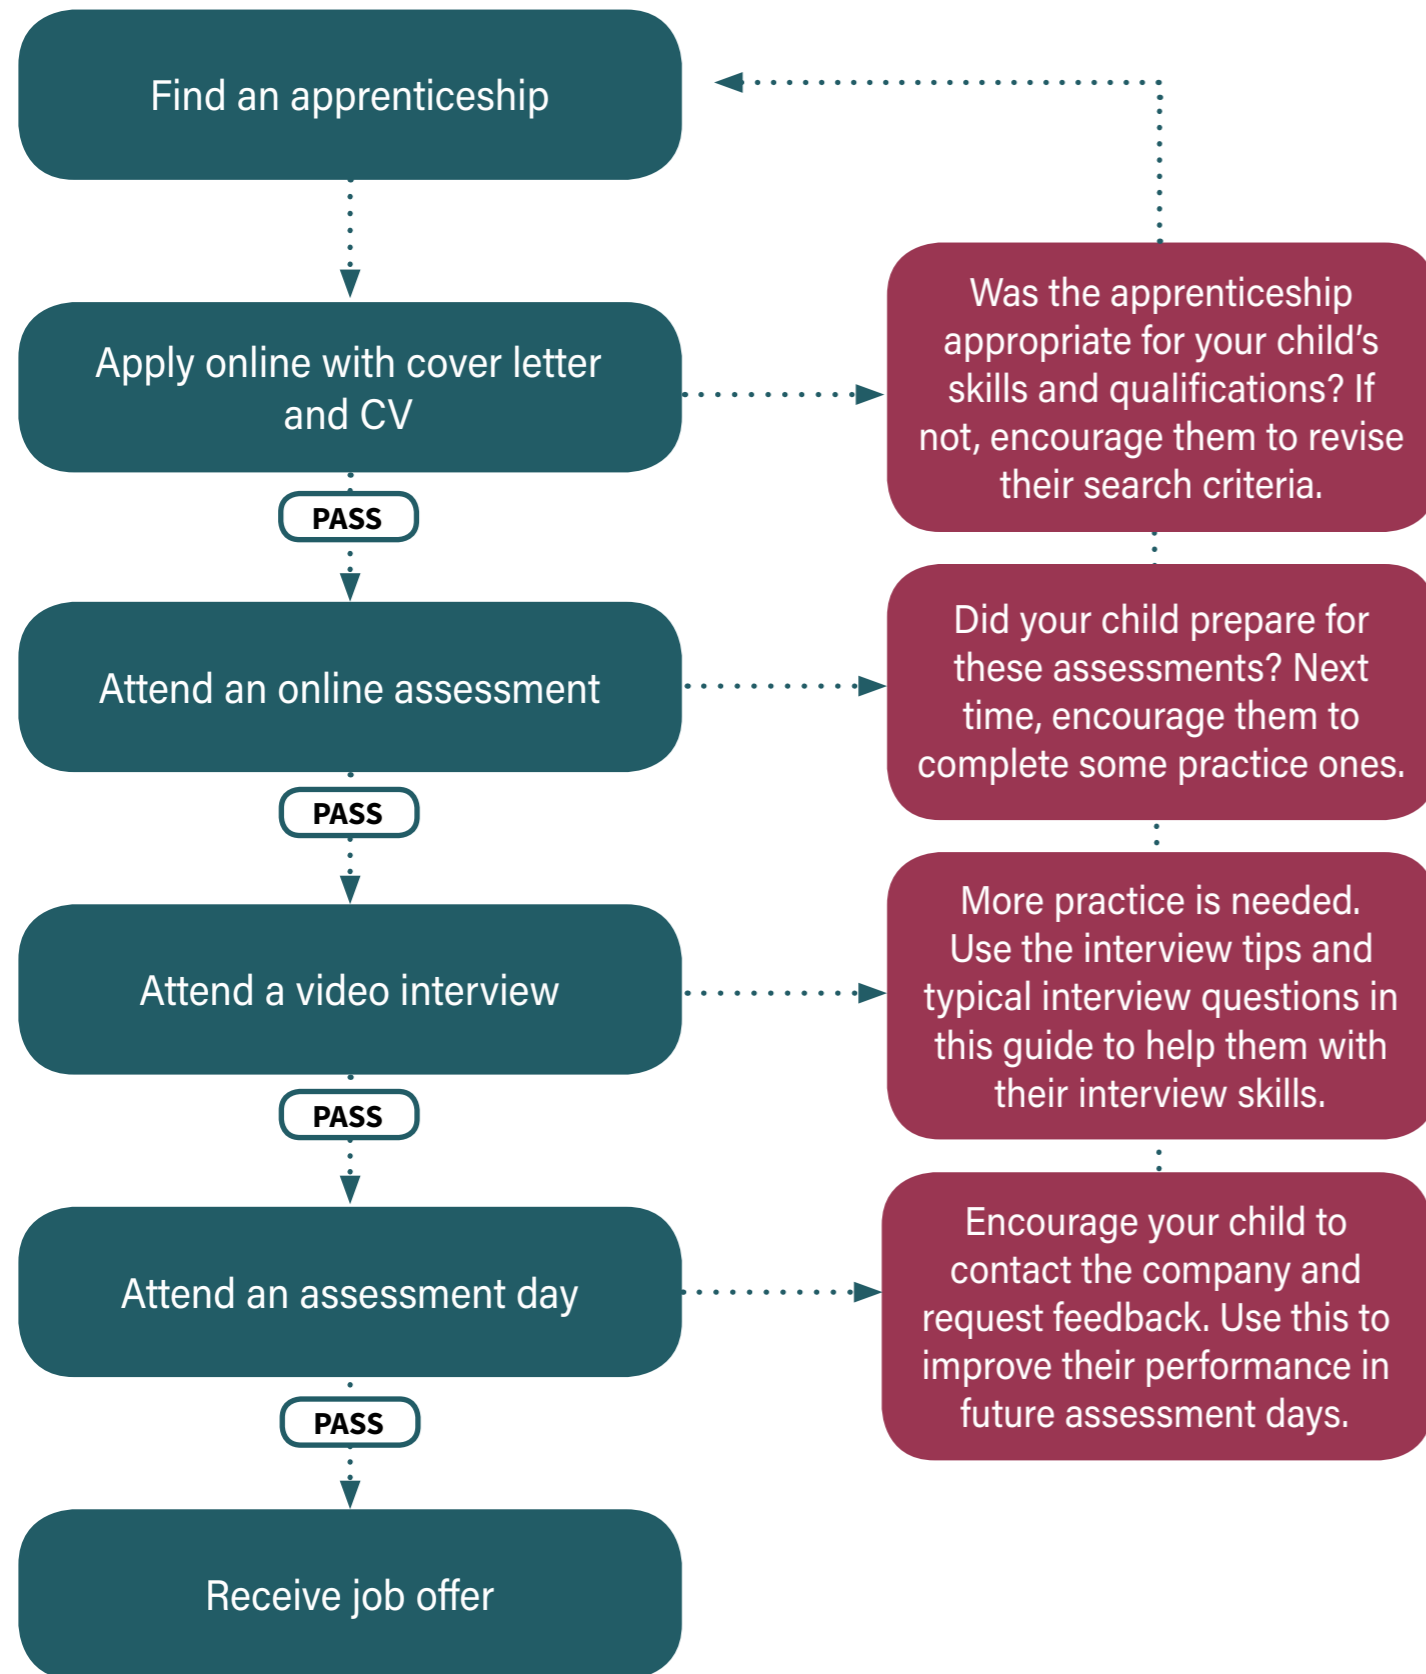 Find an apprenticeship
Apply online with cover letter
and CV
Was the apprenticeship
appropriate for your child’s
skills and qualifications? If
not, encourage them to revise
their search criteria.
PASS
Attend an online assessment
Did your child prepare for
these assessments? Next
time, encourage them to
complete some practice ones.
PASS
Attend a video interview
More practice is needed.
Use the interview tips and
typical interview questions in
this guide to help them with
their interview skills.
PASS
Attend an assessment day
Encourage your child to
contact the company and
request feedback. Use this to
improve their performance in
future assessment days.
PASS
Receive job offer